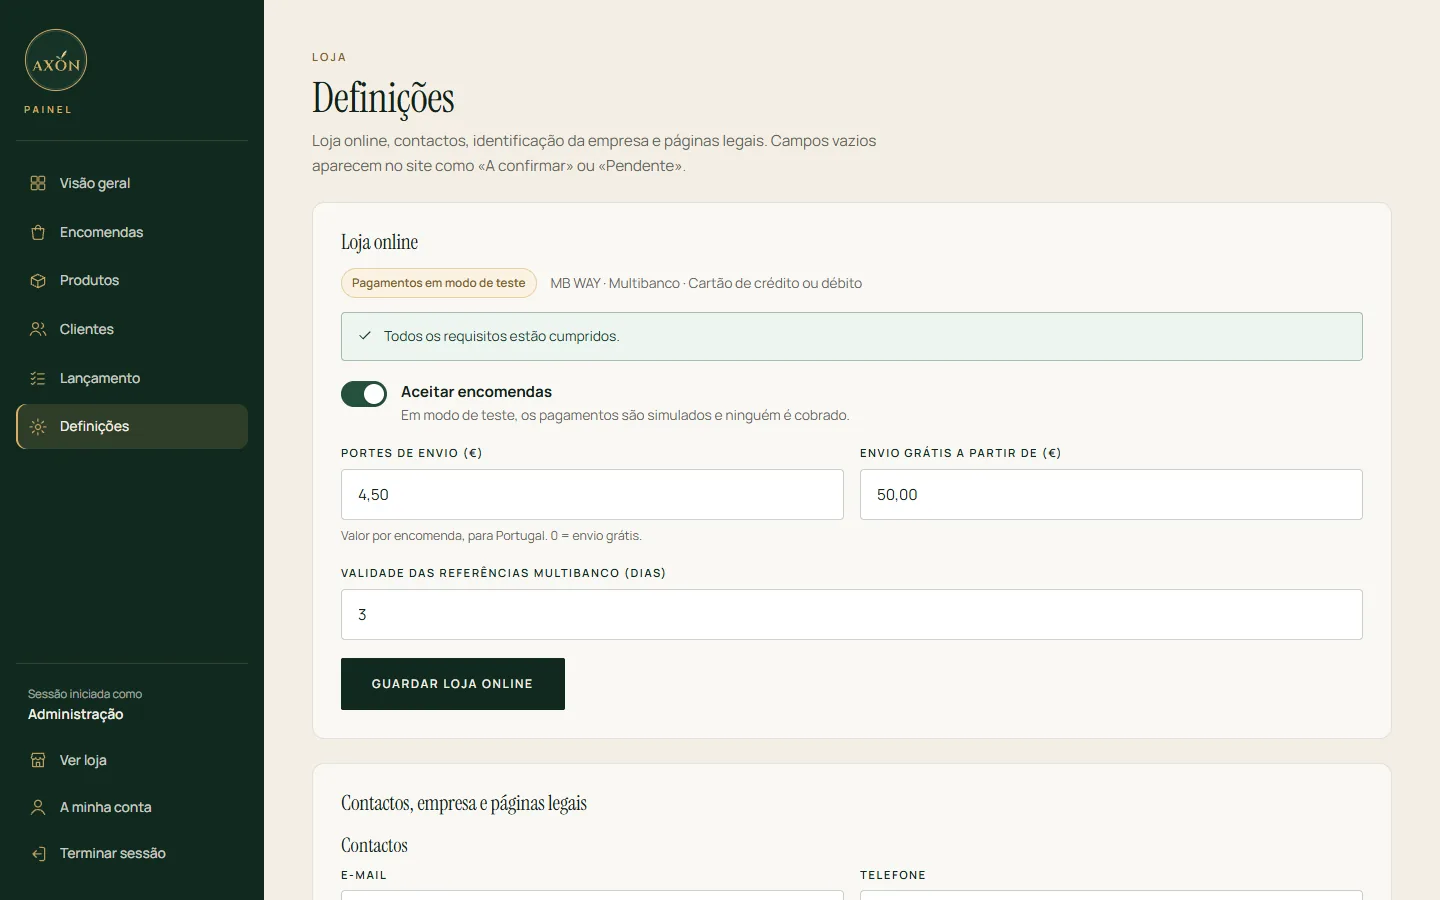 AXÓN
PAINEL
Visão geral
Encomendas
Produtos
Clientes
Lançamento
Definições
Sessão iniciada como
Administração
Ver loja
A minha conta
Terminar sessão
LOJA
Definições
Loja online, contactos, identificação da empresa e páginas legais. Campos vazios
aparecem no site como «A confirmar» ou «Pendente».
Loja online
Pagamentos em modo de teste
MB WAY · Multibanco · Cartão de crédito ou débito
Todos os requisitos estão cumpridos.
Aceitar encomendas
Em modo de teste, os pagamentos são simulados e ninguém é cobrado.
PORTES DE ENVIO (€)
ENVIO GRÁTIS A PARTIR DE (€)
4,50
50,00
Valor por encomenda, para Portugal. 0 = envio grátis.
VALIDADE DAS REFERÊNCIAS MULTIBANCO (DIAS)
3
GUARDAR LOJA ONLINE
Contactos, empresa e páginas legais
Contactos
E-MAIL
TELEFONE